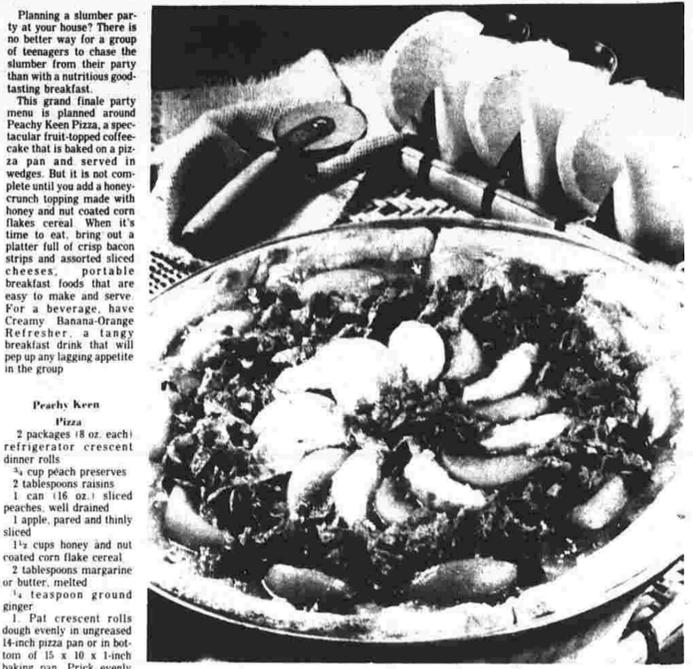 Planning a slumber par-
ty at your house? There is
no better way for a group
of teenagers to chase the
slumber from their party
than with a nutritious good-
tasting breakfast.
This grand finale party
menu is planned around
Peachy Keen Pizza, a spec-
tacular fruit-topped coffee-
cake that is baked on a piz-
za pan and served in
wedges. But it is not com-
plete until you add a honey-
crunch topping made with
honey and nut coated corn
flakes cereal. When it's
time to eat, bring out a
platter full of crisp bacon
strips and assorted sliced
cheeses, portable
breakfast foods that are
easy to make and serve.
For a beverage, have
Creamy Banana-Orange
Refresher, a tangy
breakfast drink that will
pep up any lagging appetite
in the group
Peachy Keen
Pizza
2 packages (8 oz. each)
refrigerator crescent
dinner rolls
¾ cup peach preserves
2 tablespoons raisins
1 can (16 oz.) sliced
peaches, well drained
1 apple, pared and thinly
sliced
1½ cups honey and nut
coated corn flake cereal
2 tablespoons margarine
or butter, melted
¼ teaspoon ground
ginger
1. Pat crescent rolls
dough evenly in ungreased
14-inch pizza pan or in bot-
tom of 15 x 10 x 1-inch
baking pan. Prick evenly